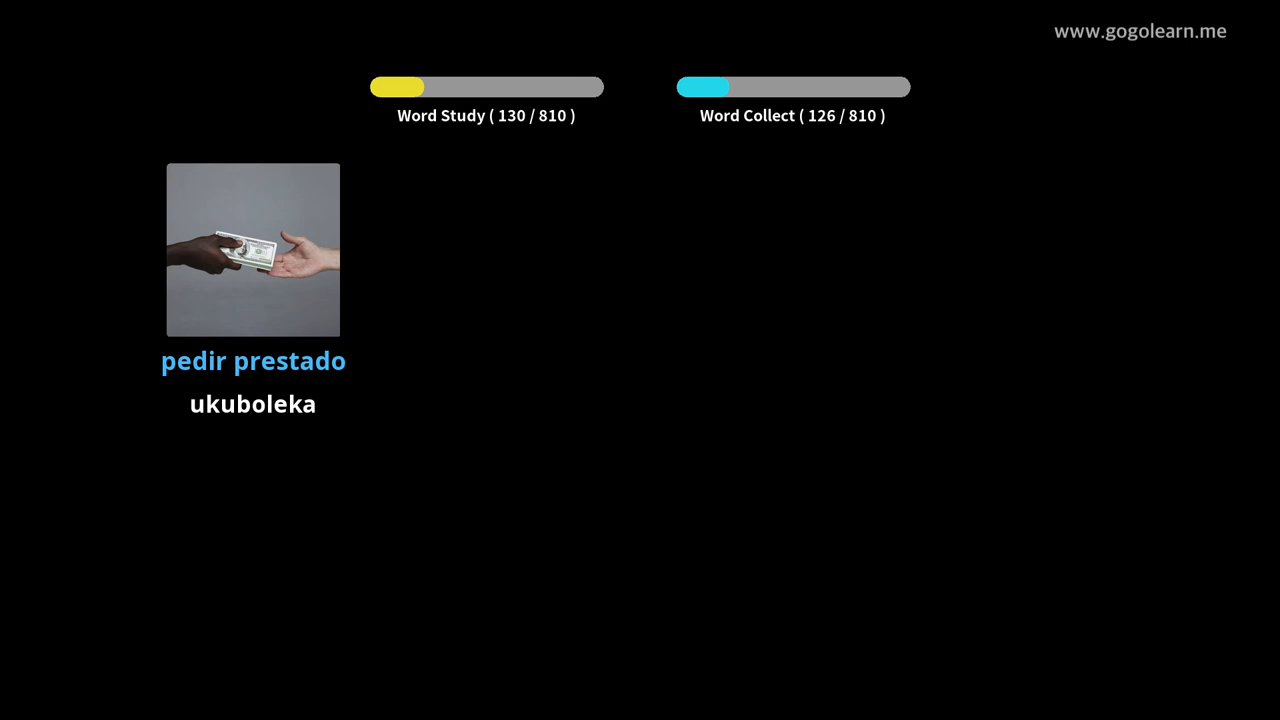 www.gogolearn.me
Word Study ( 130 / 810 )
Word Collect ( 126 / 810 )
pedir prestado
ukuboleka